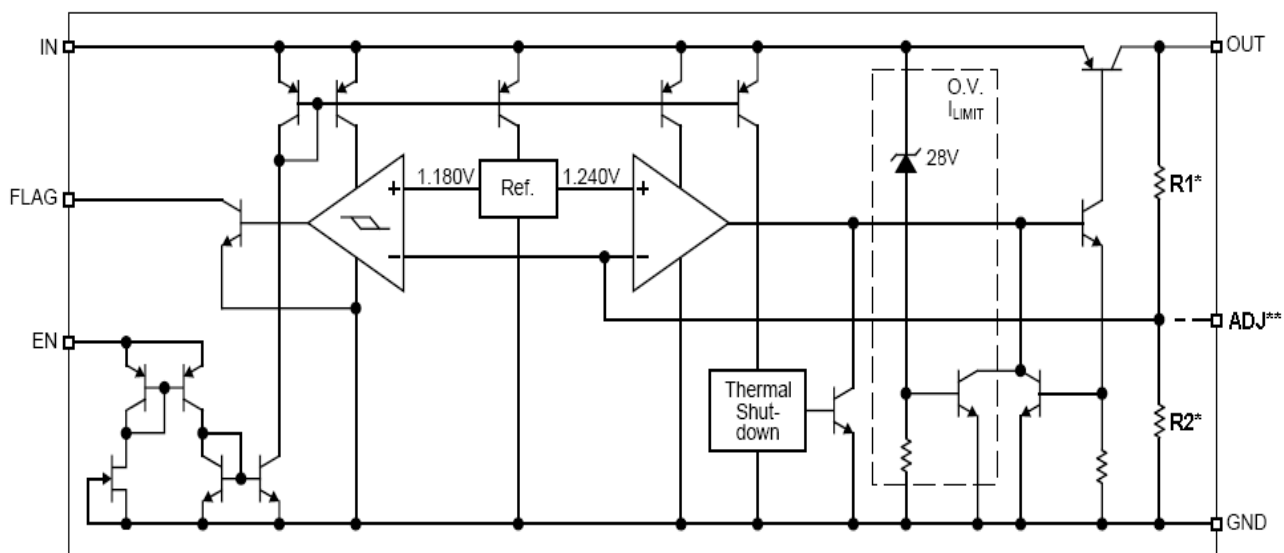 IN
OUT
O.V.
ILIMIT
28V
R1*
FLAG
+
1.180V
Ref.
1.240V
+
−
−
EN
ADJ**
Thermal
Shut-
down
R2*
GND